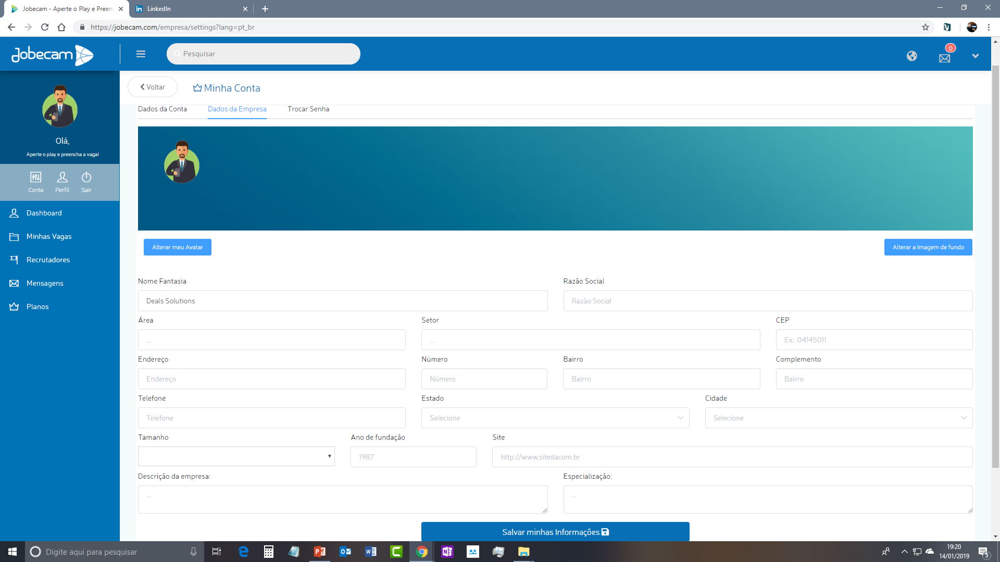 Jobecam - Aperte o Play e Preen
LinkedIn
https://jobecam.com/empresa/settings?lang=pt_br
Jobecam
Pesquisar
0
Voltar
Minha Conta
Olá,
Aperte o play e preencha a vaga!
Conta Perfil Sair
Dashboard
Minhas Vagas
Recrutadores
Mensagens
Planos
Dados da Conta Dados da Empresa Trocar Senha
Alterar meu Avatar
Alterar a Imagem de fundo
Nome Fantasia Razão Social
Deals Solutions Razão Social
Área Setor CEP
... ... Ex:. 04145011
Endereço Número Bairro Complemento
Endereço Número Bairro Bairro
Telefone Estado Cidade
Telefone Selecione Selecione
Tamanho Ano de fundação Site
1987 http://www.sitedacom.br
Descrição da empresa: Especialização:
... ...
Salvar minhas Informações
Digite aqui para pesquisar
19:20
14/01/2019
5